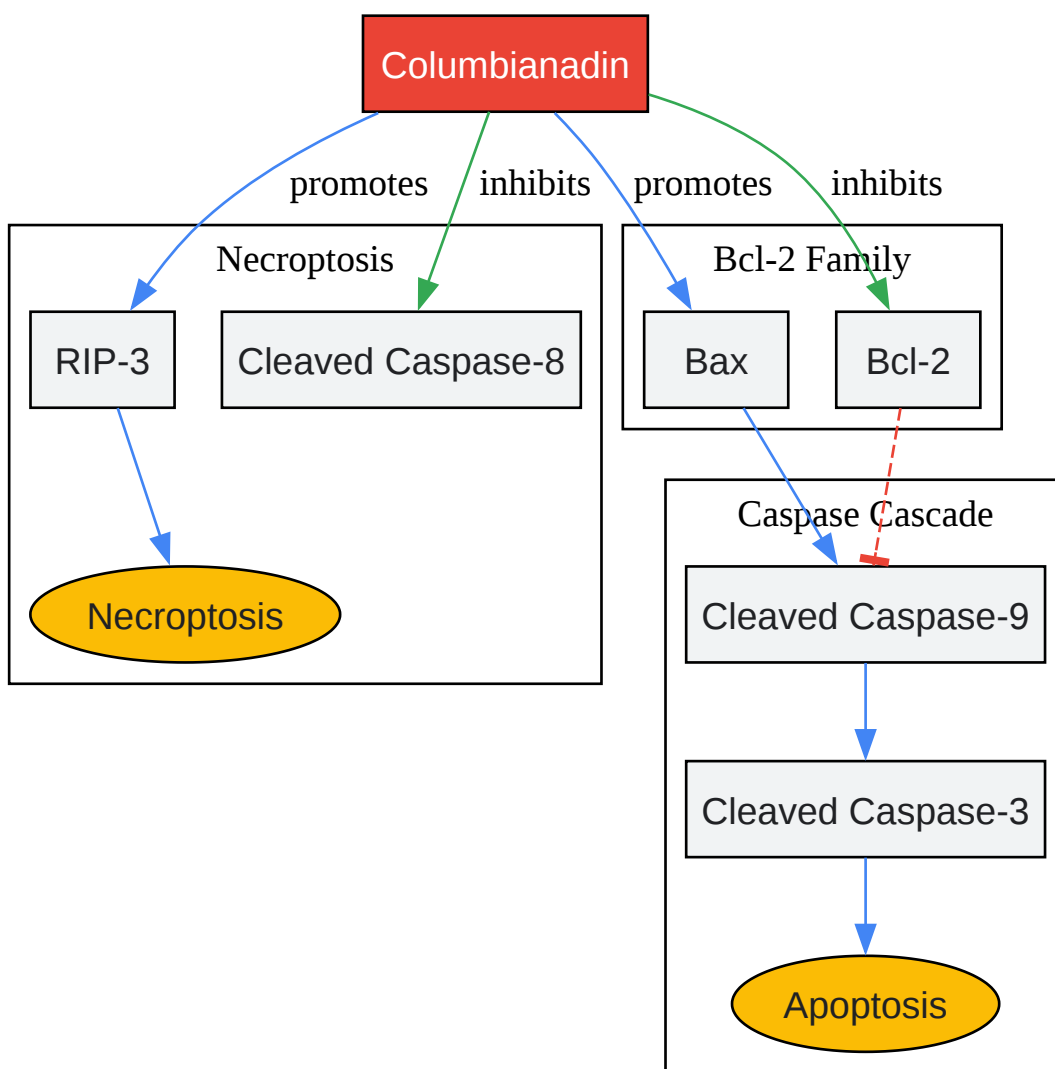 Columbianadin
promotes
inhibits
promotes
inhibits
Necroptosis
Bcl-2 Family
RIP-3
Cleaved Caspase-8
Bax
Bcl-2
Caspase Cascade
Necroptosis
Cleaved Caspase-9
Cleaved Caspase-3
Apoptosis